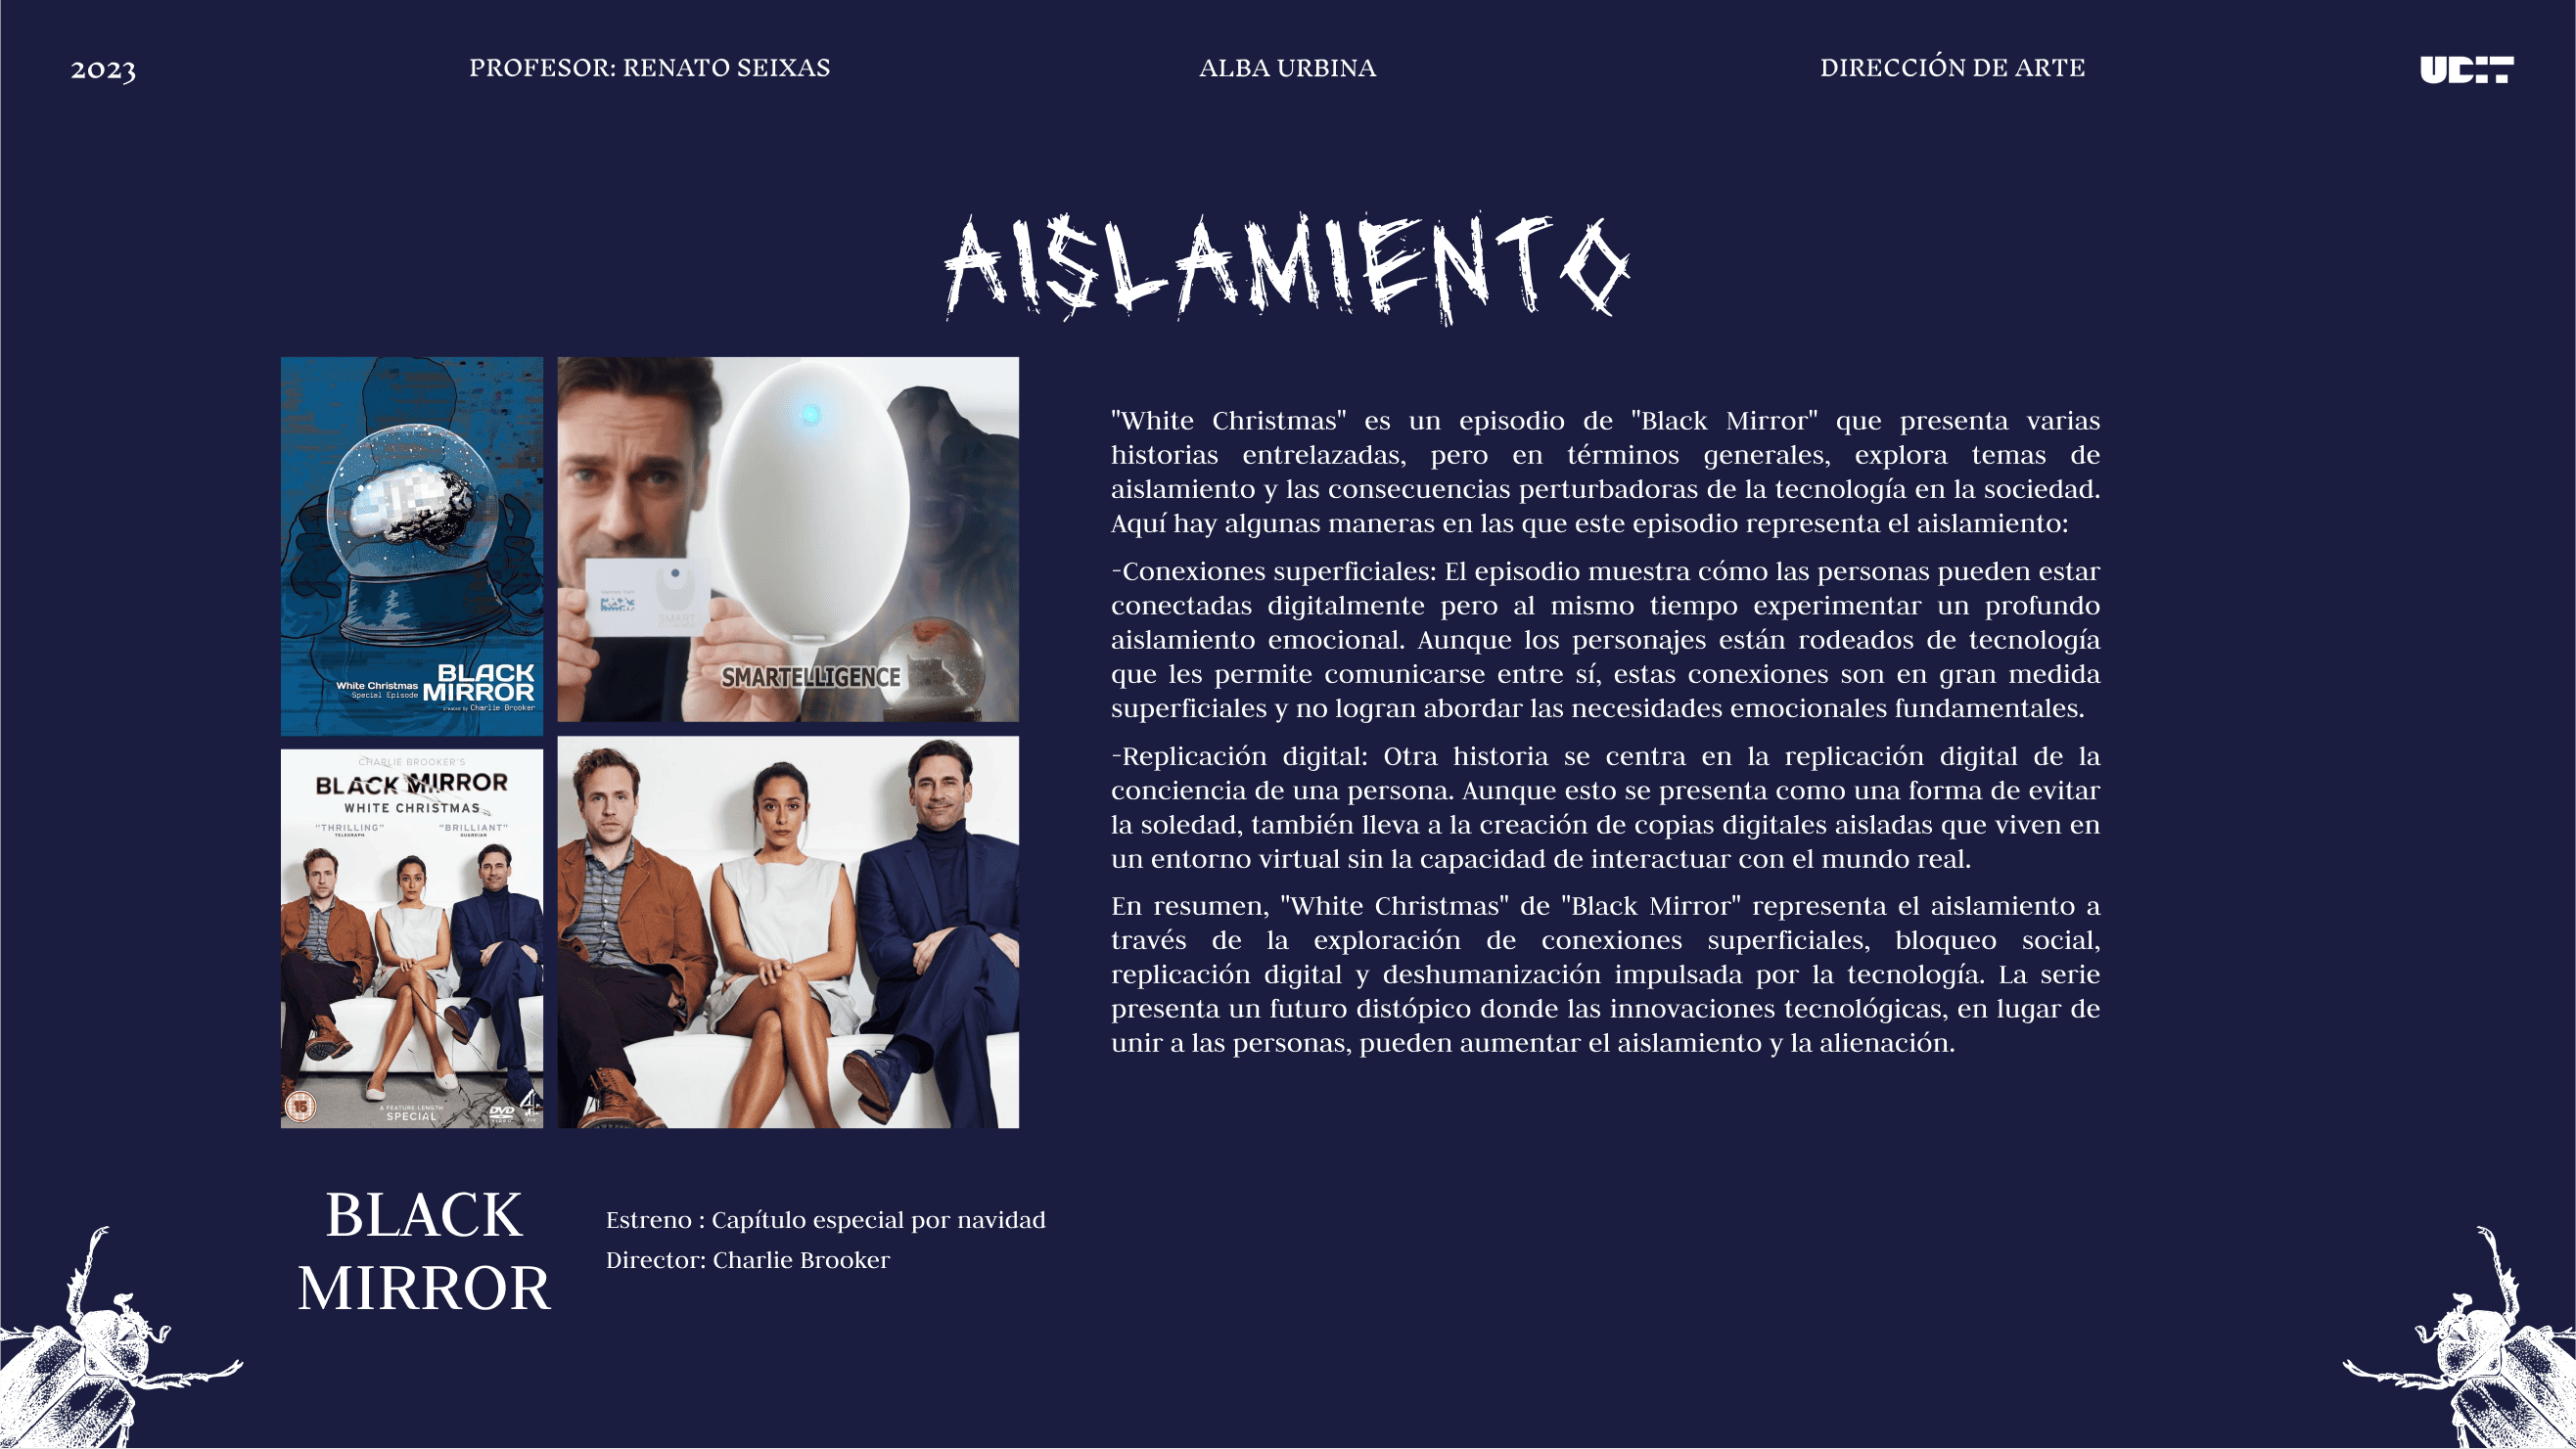 2023
PROFESOR: RENATO SEIXAS
ALBA URBINA
DIRECCIÓN DE ARTE
UDIT
AISLAMIENTO
White Christmas
Special Episode
BLACK
MIRROR
created by Charlie Brooker
SMART
SMARTELLIGENCE
CHARLIE BROOKER'S
BLACK MIRROR
WHITE CHRISTMAS
"THRILLING"
TELEGRAPH
"BRILLIANT"
GUARDIAN
15
A FEATURE-LENGTH
SPECIAL
DVD
VIDEO
4
"White Christmas" es un episodio de "Black Mirror" que presenta varias
historias entrelazadas, pero en términos generales, explora temas de
aislamiento y las consecuencias perturbadoras de la tecnología en la sociedad.
Aquí hay algunas maneras en las que este episodio representa el aislamiento:
-Conexiones superficiales: El episodio muestra cómo las personas pueden estar
conectadas digitalmente pero al mismo tiempo experimentar un profundo
aislamiento emocional. Aunque los personajes están rodeados de tecnología
que les permite comunicarse entre sí, estas conexiones son en gran medida
superficiales y no logran abordar las necesidades emocionales fundamentales.
-Replicación digital: Otra historia se centra en la replicación digital de la
conciencia de una persona. Aunque esto se presenta como una forma de evitar
la soledad, también lleva a la creación de copias digitales aisladas que viven en
un entorno virtual sin la capacidad de interactuar con el mundo real.
En resumen, "White Christmas" de "Black Mirror" representa el aislamiento a
través de la exploración de conexiones superficiales, bloqueo social,
replicación digital y deshumanización impulsada por la tecnología. La serie
presenta un futuro distópico donde las innovaciones tecnológicas, en lugar de
unir a las personas, pueden aumentar el aislamiento y la alienación.
BLACK
MIRROR
Estreno : Capítulo especial por navidad
Director: Charlie Brooker